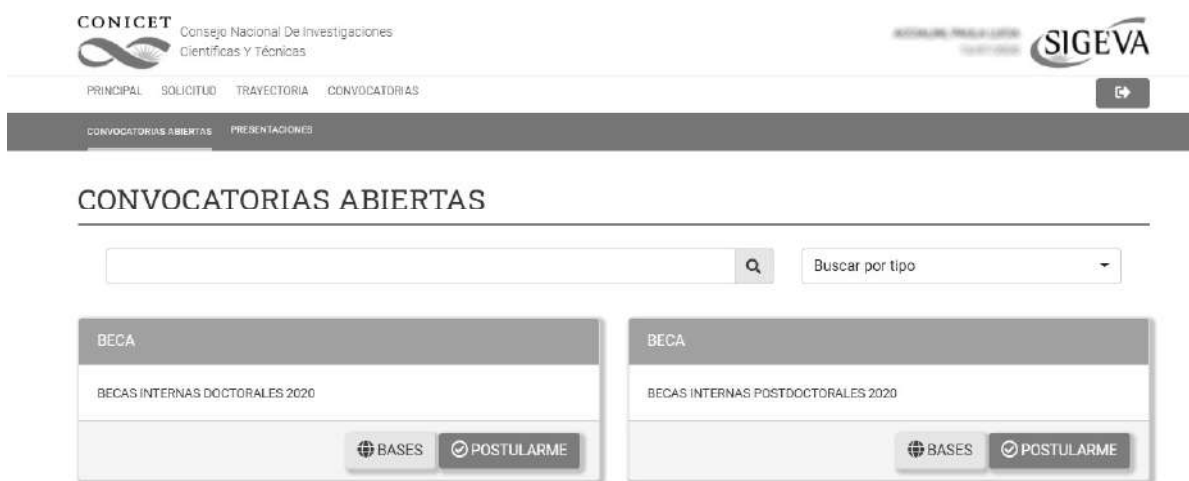 CONICET
Consejo Nacional De Investigaciones
Científicas Y Técnicas
SIGEVA
PRINCIPAL SOLICITUD TRAYECTORIA CONVOCATORIAS
CONVOCATORIAS ABIERTAS PRESENTACIONES
CONVOCATORIAS ABIERTAS
Buscar por tipo
BECA
BECAS INTERNAS DOCTORALES 2020
BASES POSTULARME
BECA
BECAS INTERNAS POSTDOCTORALES 2020
BASES POSTULARME